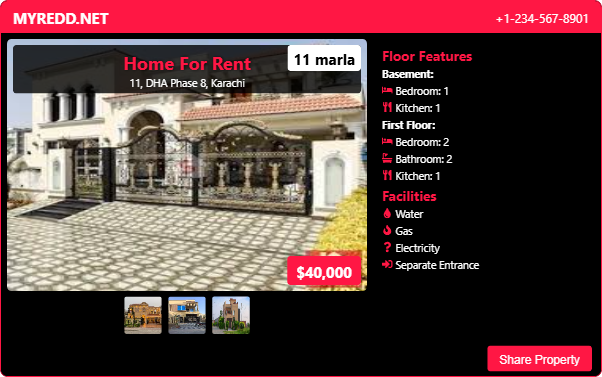 MYREDD.NET
+1-234-567-8901
Home For Rent
11 marla
11, DHA Phase 8, Karachi
$40,000
Floor Features
Basement:
Bedroom: 1
Kitchen: 1
First Floor:
Bedroom: 2
Bathroom: 2
Kitchen: 1
Facilities
Water
Gas
? Electricity
Separate Entrance
Share Property